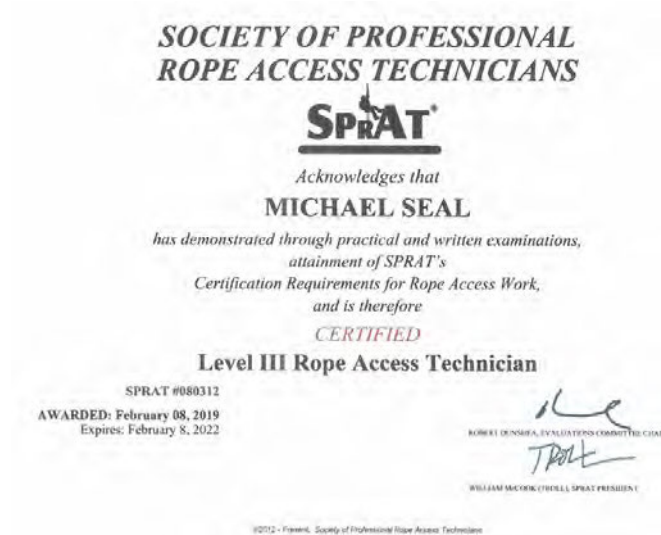 SOCIETY OF PROFESSIONAL
ROPE ACCESS TECHNICIANS
SPRAT
Acknowledges that
MICHAEL SEAL
has demonstrated through practical and written examinations,
attainment of SPRAT's
Certification Requirements for Rope Access Work,
and is therefore
CERTIFIED
Level III Rope Access Technician
SPRAT #080312
AWARDED: February 08, 2019
Expires: February 8, 2022
ROBERT DUNSHEA, EVALUATIONS COMMITTEE CHAI
TROLL
WILLIAM McCOOK (TROLL), SPRAT PRESIDENT
©2012 - Present, Society of Professional Rope Access Technicians